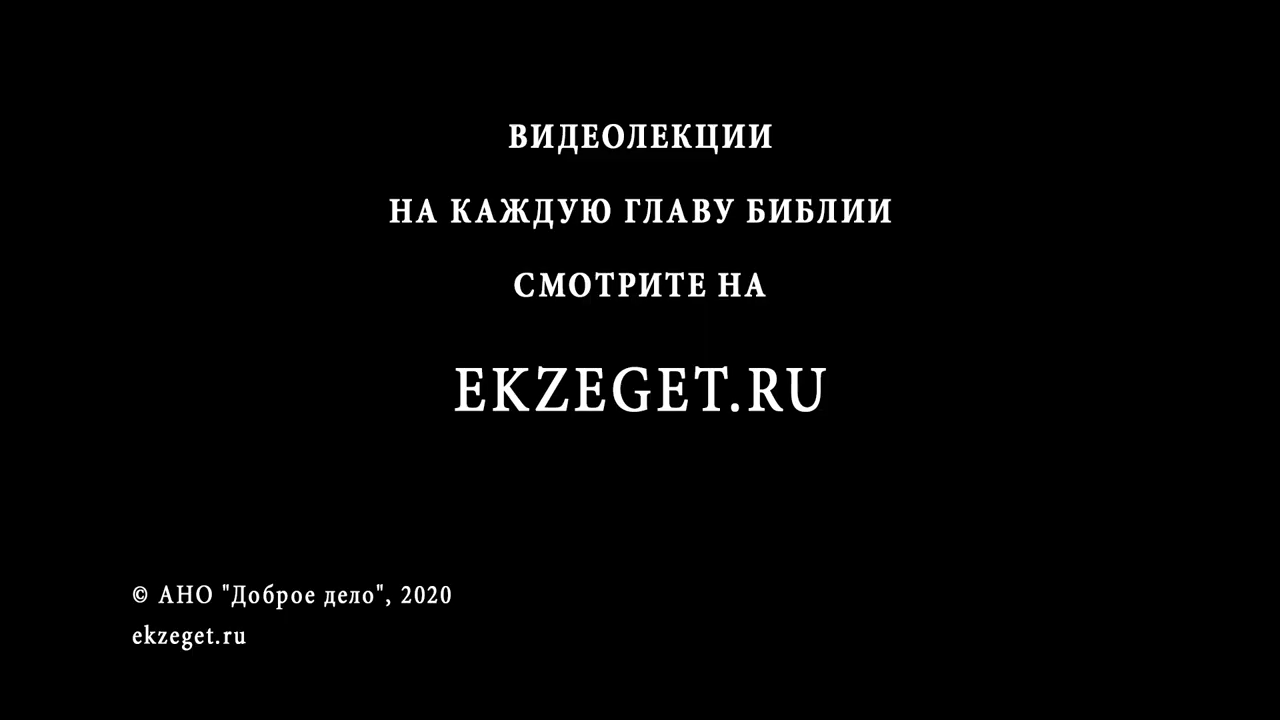 ВИДЕОЛЕКЦИИ
НА КАЖДУЮ ГЛАВУ БИБЛИИ
СМОТРИТЕ НА
EKZEGET.RU
© АНО "Доброе дело", 2020
ekzeget.ru